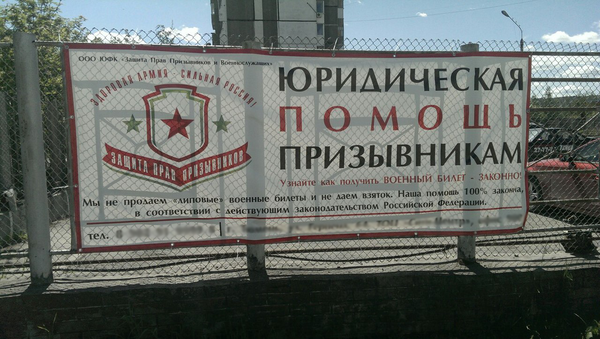 ООО ЮФК «Защита Прав Призывников и Военнослужащих»
ЗДОРОВАЯ АРМИЯ - СИЛЬНАЯ РОССИЯ!
ЗАЩИТА ПРАВ ПРИЗЫВНИКОВ
ЮРИДИЧЕСКАЯ
ПОМОЩЬ
ПРИЗЫВНИКАМ
Узнайте как получить ВОЕННЫЙ БИЛЕТ - ЗАКОННО!
Мы не продаем «липовые» военные билеты и не даем взяток. Наша помощь 100% законна,
в соответствии с действующим законодательством Российской Федерации.
тел.